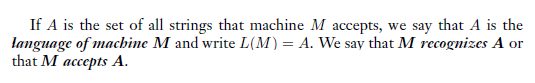 If A is the set of all strings that machine M accepts, we say that A is the
language of machine M and write L(M) = A. We say that M recognizes A or
that M accepts A.